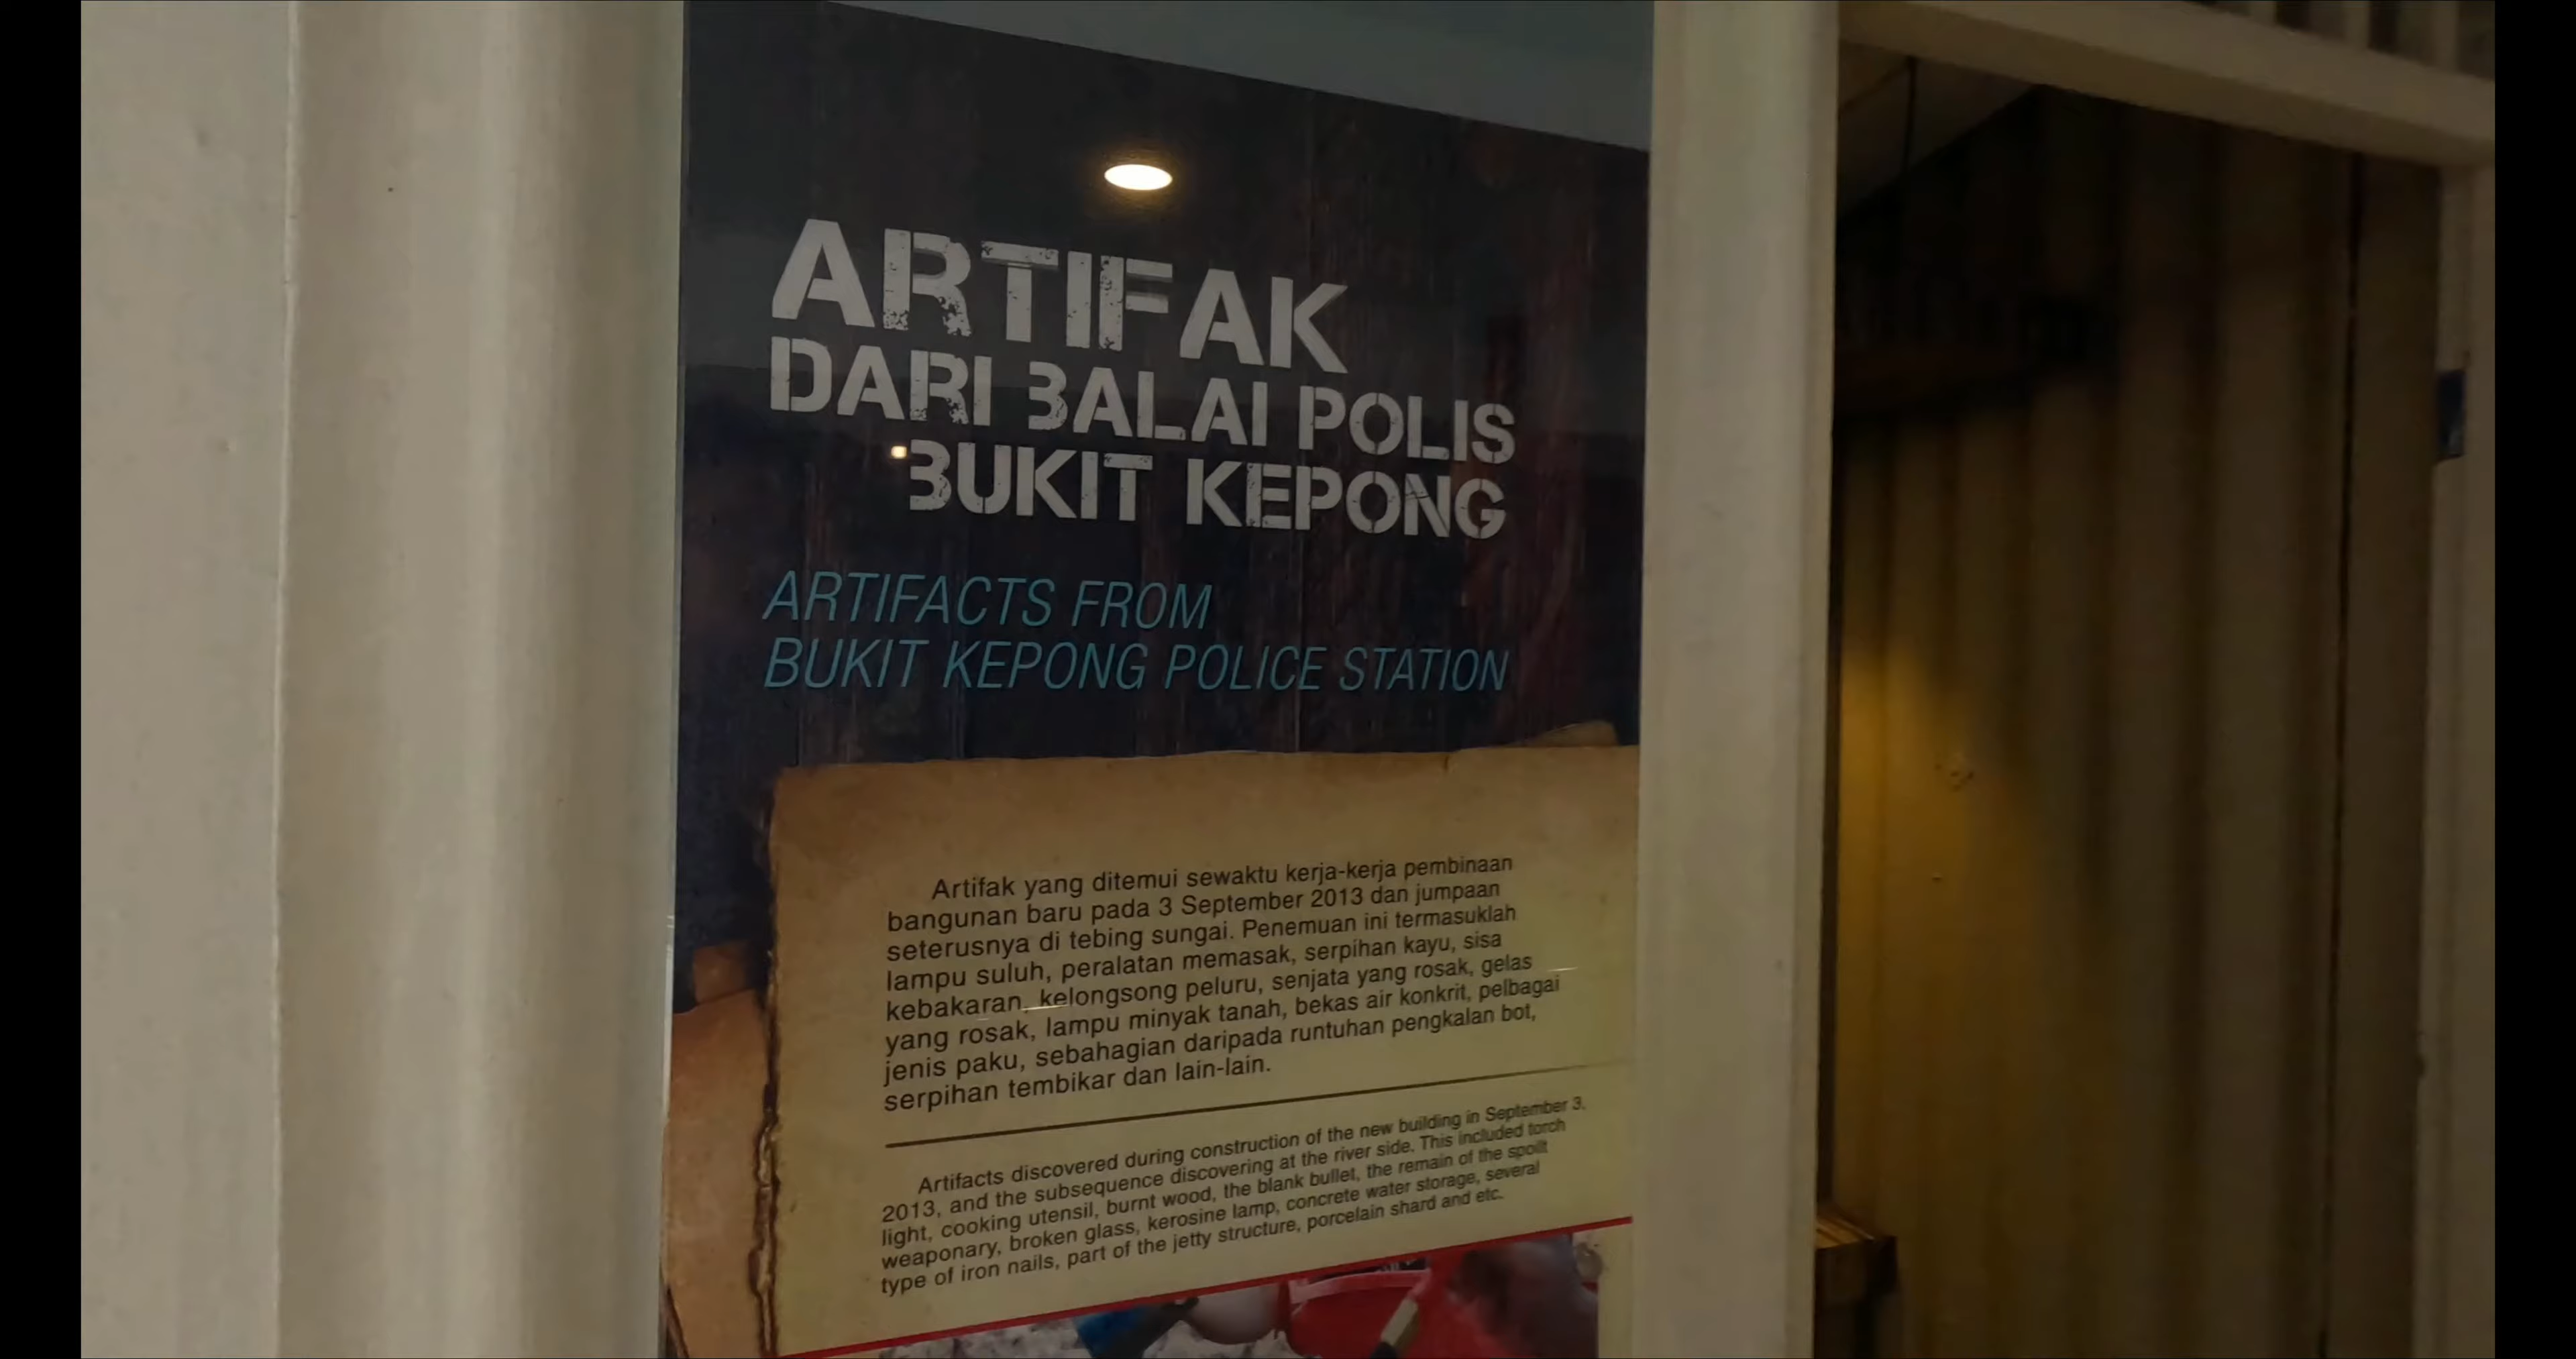 ARTIFAK
DARI BALAI POLIS
BUKIT KEPONG
ARTIFACTS FROM
BUKIT KEPONG POLICE STATION
Artifak yang ditemui sewaktu kerja-kerja pembinaan
bangunan baru pada 3 September 2013 dan jumpaan
seterusnya di tebing sungai. Penemuan ini termasuklah
lampu suluh, peralatan memasak, serpihan kayu, sisa
kebakaran, kelongsong peluru, senjata yang rosak, gelas
yang rosak, lampu minyak tanah, bekas air konkrit, pelbagai
jenis paku, sebahagian daripada runtuhan pengkalan bot,
serpihan tembikar dan lain-lain.
Artifacts discovered during construction of the new building in September 3,
2013, and the subsequence discovering at the river side. This included torch
light, cooking utensil, burnt wood, the blank bullet, the remain of the spoilt
weaponary, broken glass, kerosine lamp, concrete water storage, several
type of iron nails, part of the jetty structure, porcelain shard and etc.